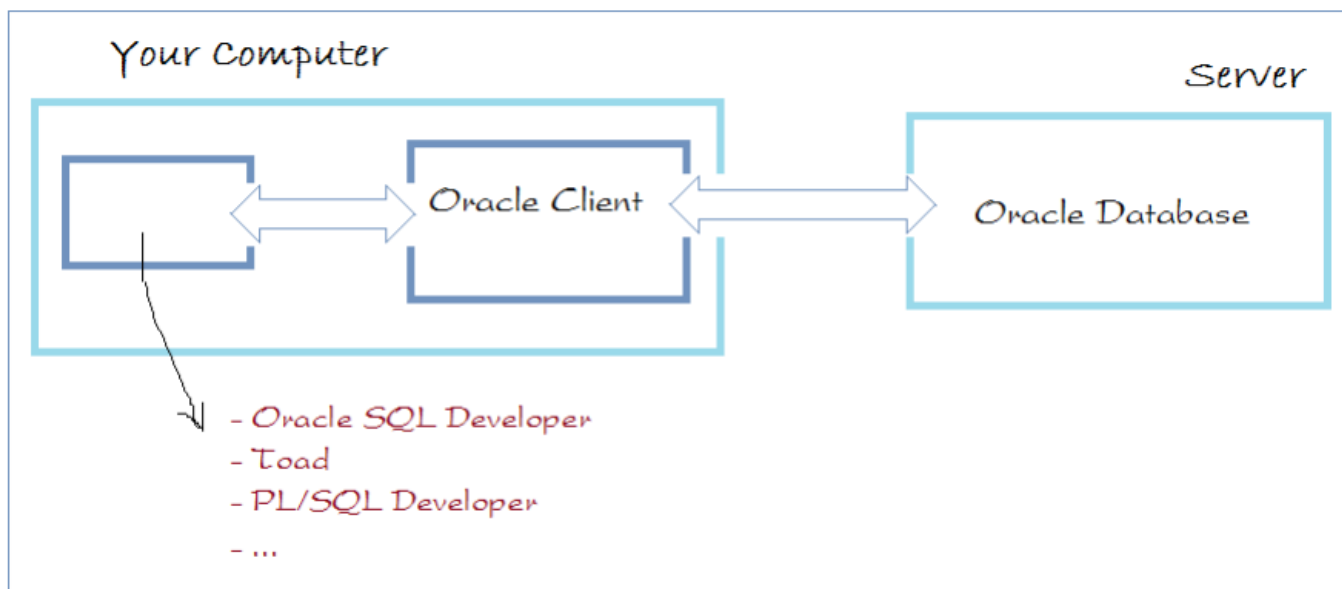 Your Computer
Server
Oracle Client
Oracle Database
- Oracle SQL Developer
- Toad
- PL/SQL Developer
- ...